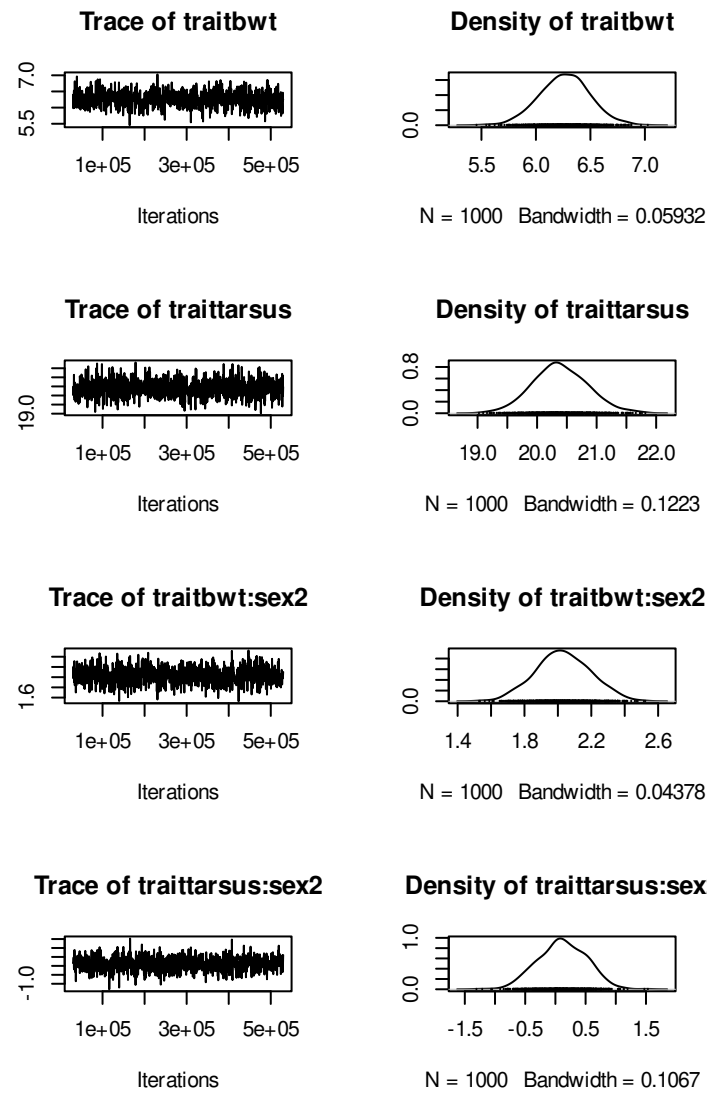 Trace of traitbwt
Density of traitbwt
5.5 7.0
0.0
1e+05 3e+05 5e+05
5.5 6.0 6.5 7.0
Iterations
N = 1000 Bandwidth = 0.05932
Trace of traittarsus
Density of traittarsus
19.0
0.0 0.8
1e+05 3e+05 5e+05
19.0 20.0 21.0 22.0
Iterations
N = 1000 Bandwidth = 0.1223
Trace of traitbwt:sex2
Density of traitbwt:sex2
1.6
0.0
1e+05 3e+05 5e+05
1.4 1.8 2.2 2.6
Iterations
N = 1000 Bandwidth = 0.04378
Trace of traittarsus:sex2
Density of traittarsus:sex
-1.0
0.0 1.0
1e+05 3e+05 5e+05
-1.5 -0.5 0.5 1.5
Iterations
N = 1000 Bandwidth = 0.1067